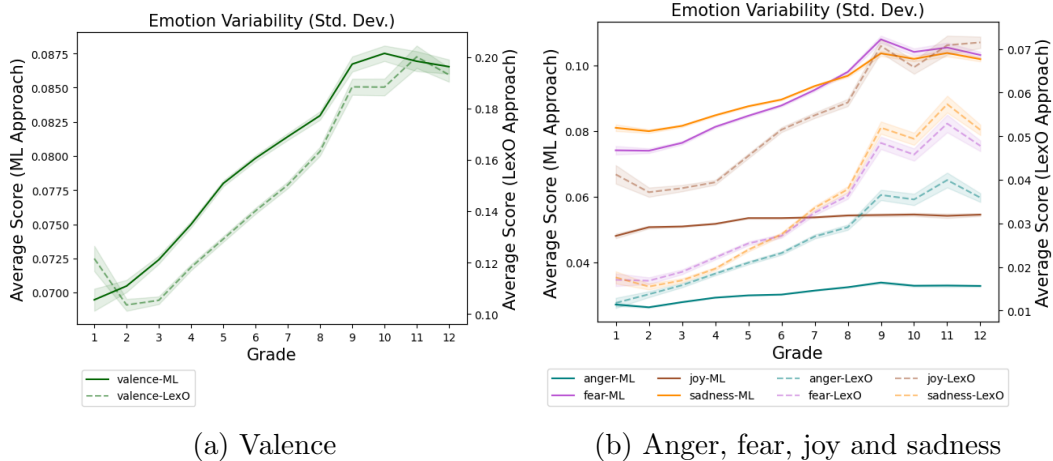 Emotion Variability (Std. Dev.)
Average Score (ML Approach)
0.0875
0.0850
0.0825
0.0800
0.0775
0.0750
0.0725
0.0700
0.20
0.18
0.16
0.14
0.12
0.10
Average Score (LexO Approach)
1 2 3 4 5 6 7 8 9 10 11 12
Grade
valence-ML
valence-LexO
(a) Valence
Emotion Variability (Std. Dev.)
Average Score (ML Approach)
0.10
0.08
0.06
0.04
0.07
0.06
0.05
0.04
0.03
0.02
0.01
Average Score (LexO Approach)
1 2 3 4 5 6 7 8 9 10 11 12
Grade
anger-ML joy-ML anger-LexO joy-LexO
fear-ML sadness-ML fear-LexO sadness-LexO
(b) Anger, fear, joy and sadness